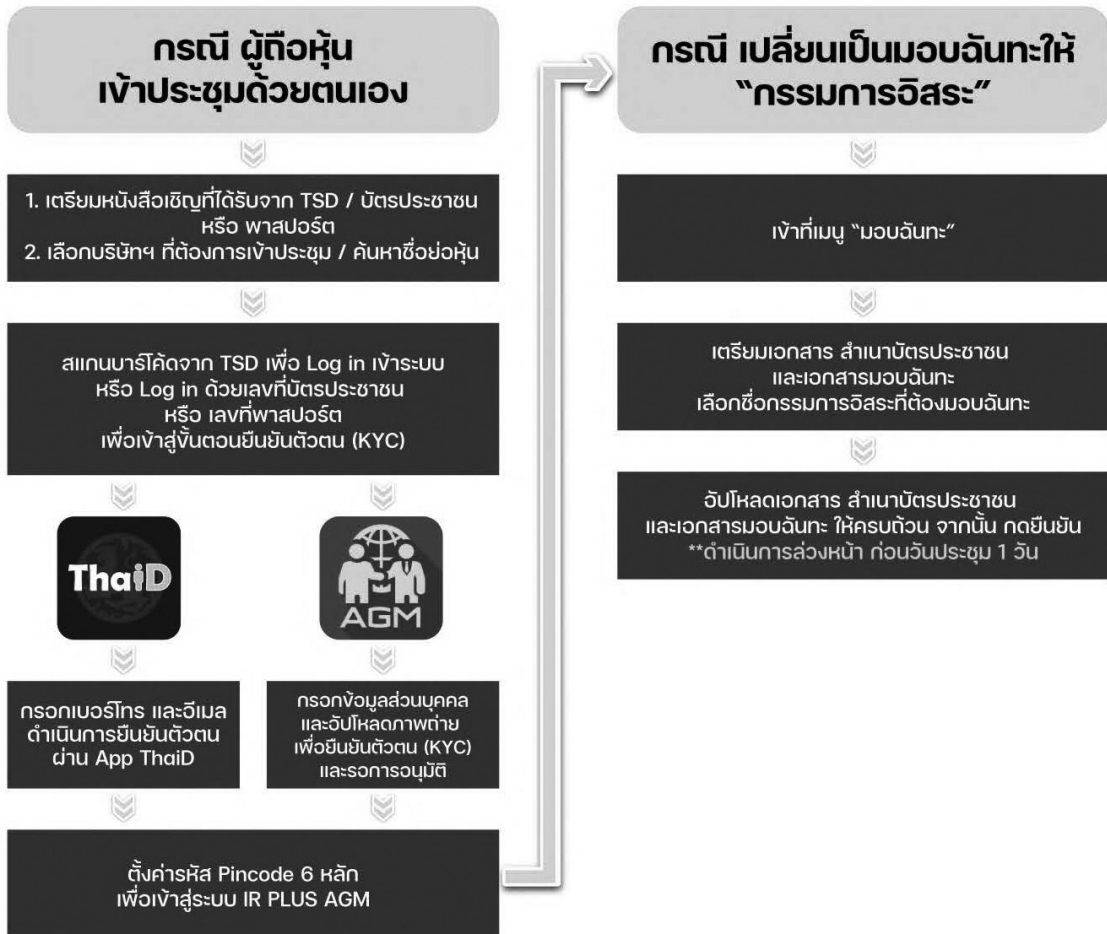 กรณี ผู้ถือหุ้น
เข้าประชุมด้วยตนเอง
1. เตรียมหนังสือเชิญที่ได้รับจาก TSD / บัตรประชาชน
หรือ พาสปอร์ต
2. เลือกบริษัทฯ ที่ต้องการเข้าประชุม / ค้นหาชื่อย่อหุ้น
สแกนบาร์โค้ดจาก TSD เพื่อ Log in เข้าระบบ
หรือ Log in ด้วยเลขที่บัตรประชาชน
หรือ เลขที่พาสปอร์ต
เพื่อเข้าสู่ขั้นตอนยืนยันตัวตน (KYC)
ThaiD
AGM
กรอกเบอร์โทร และอีเมล
ดำเนินการยืนยันตัวตน
ผ่าน App ThaiD
กรอกข้อมูลส่วนบุคคล
และอัปโหลดภาพถ่าย
เพื่อยืนยันตัวตน (KYC)
และรอการอนุมัติ
ตั้งค่ารหัส Pincode 6 หลัก
เพื่อเข้าสู่ระบบ IR PLUS AGM
กรณี เปลี่ยนเป็นมอบฉันทะให้
“กรรมการอิสระ”
เข้าที่เมนู “มอบฉันทะ”
เตรียมเอกสาร สำเนาบัตรประชาชน
และเอกสารมอบฉันทะ
เลือกชื่อกรรมการอิสระที่ต้องมอบฉันทะ
อัปโหลดเอกสาร สำเนาบัตรประชาชน
และเอกสารมอบฉันทะ ให้ครบถ้วน จากนั้น กดยืนยัน
**ดำเนินการล่วงหน้า ก่อนวันประชุม 1 วัน